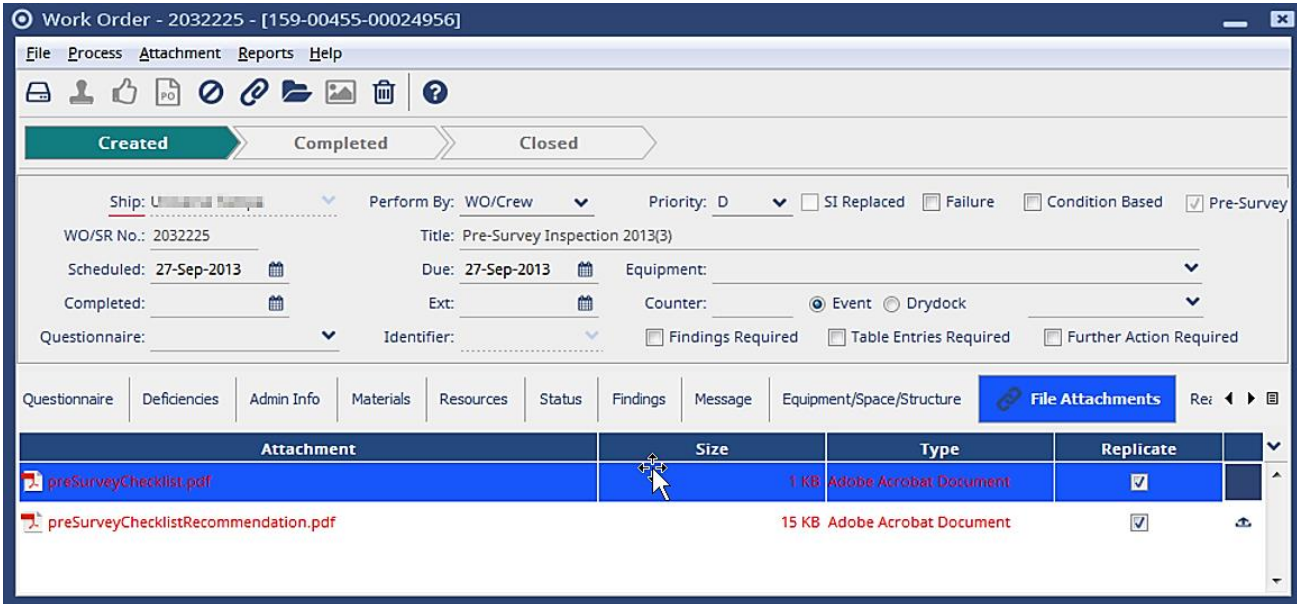 Work Order - 2032225 - [159-00455-00024956]
File Process Attachment Reports Help
PO
Created Completed Closed
Ship: Perform By: WO/Crew Priority: D SI Replaced Failure Condition Based Pre-Survey
WO/SR No.: 2032225 Title: Pre-Survey Inspection 2013(3)
Scheduled: 27-Sep-2013 Due: 27-Sep-2013 Equipment:
Completed: Ext: Counter: Event Drydock
Questionnaire: Identifier: Findings Required Table Entries Required Further Action Required
Questionnaire Deficiencies Admin Info Materials Resources Status Findings Message Equipment/Space/Structure File Attachments Rea
Attachment Size Type Replicate
preSurveyChecklist.pdf 1 KB Adobe Acrobat Document
preSurveyChecklistRecommendation.pdf 15 KB Adobe Acrobat Document